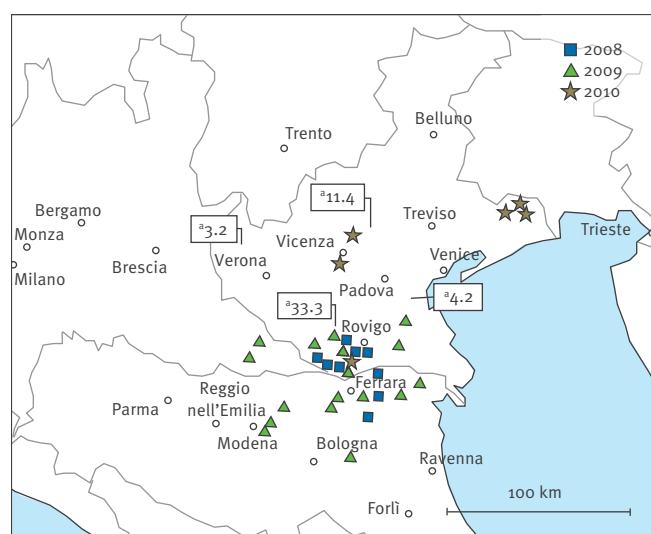 2008
2009
2010
Belluno
Trento
ᵃ11.4
Bergamo
Treviso
ᵃ3.2
Trieste
Monza
Vicenza
Venice
Brescia
Verona
Milano
Padova
ᵃ4.2
ᵃ33.3
Rovigo
Ferrara
Reggio
nell'Emilia
Parma
Modena
Bologna
Ravenna
100 km
Forlì